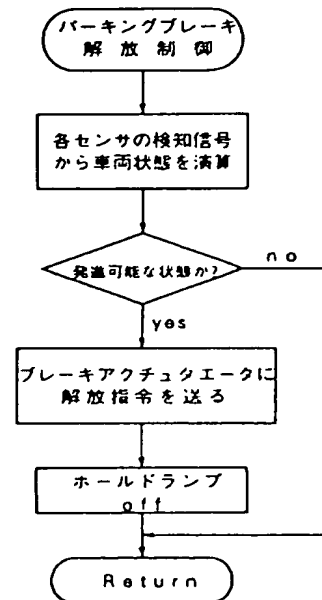 パーキングブレーキ
解放制御
各センサの検知信号
から車両状態を演算
発進可能な状態か?
no
yes
ブレーキアクチュタエータに
解放指令を送る
ホールドランプ
off
Return